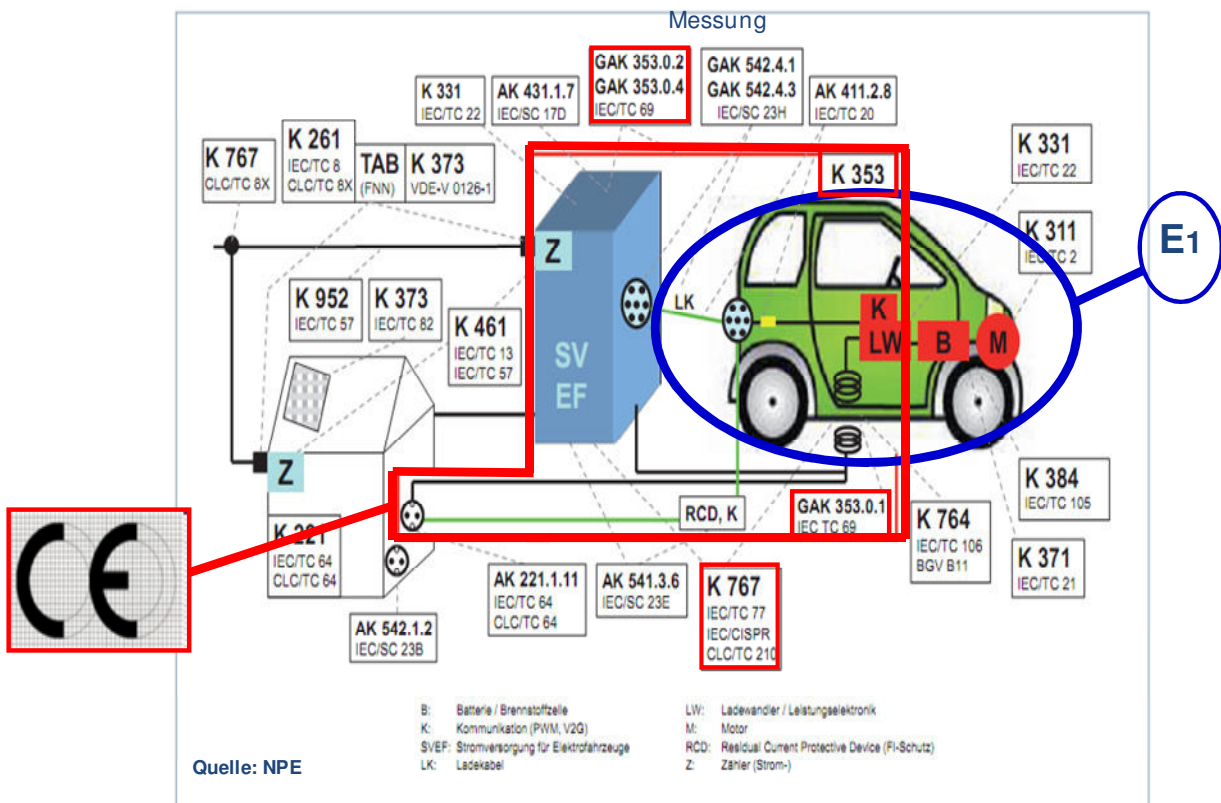 Messung
K 331
IEC/TC 22
AK 431.1.7
IEC/SC 17D
GAK 353.0.2
GAK 353.0.4
IEC/TC 69
GAK 542.4.1
GAK 542.4.3
IEC/SC 23H
AK 411.2.8
IEC/TC 20
K 767
CLC/TC 8X
K 261
IEC/TC 8
CLC/TC 8X
TAB
(FNN)
K 373
VDE-V 0126-1
K 353
K 331
IEC/TC 22
K 311
IEC/TC 2
E1
Z
K 952
IEC/TC 57
K 373
IEC/TC 82
K 461
IEC/TC 13
IEC/TC 57
LK
SV
EF
K
LW
B
M
Z
RCD, K
GAK 353.0.1
IEC TC 69
K 384
IEC/TC 105
K 764
IEC/TC 106
BGV B11
K 371
IEC/TC 21
CE
K 221
IEC/TC 64
CLC/TC 64
AK 542.1.2
IEC/SC 23B
AK 221.1.11
IEC/TC 64
CLC/TC 64
AK 541.3.6
IEC/SC 23E
K 767
IEC/TC 77
IEC/CISPR
CLC/TC 210
B: Batterie / Brennstoffzelle
K: Kommunikation (PWM, V2G)
SVEF: Stromversorgung für Elektrofahrzeuge
LK: Ladekabel
LW: Ladewandler / Leistungselektronik
M: Motor
RCD: Residual Current Protective Device (FI-Schutz)
Z: Zähler (Strom-)
Quelle: NPE